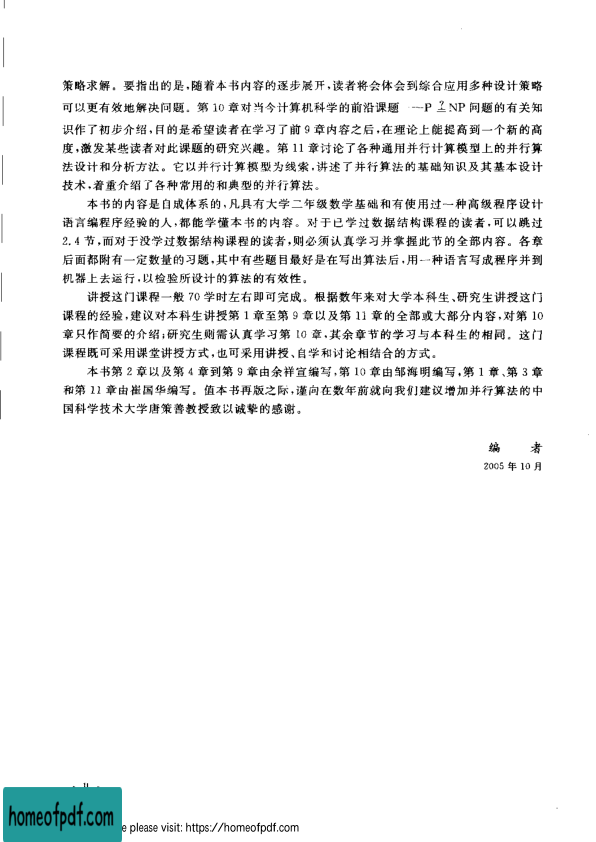 策略求解。要指出的是,随着本书内容的逐步展开,读者将会体会到综合应用多种设计策略
可以更有效地解决问题。第 10 章对当今计算机科学的前沿课题 —P ≟ NP 问题的有关知
识作了初步介绍,目的是希望读者在学习了前 9 章内容之后,在理论上能提高到一个新的高
度,激发某些读者对此课题的研究兴趣。第 11 章讨论了各种通用并行计算模型上的并行算
法设计和分析方法。它以并行计算模型为线索,讲述了并行算法的基础知识及其基本设计
技术,着重介绍了各种常用的和典型的并行算法。
本书的内容是自成体系的,凡具有大学二年级数学基础和有使用过一种高级程序设计
语言编程序经验的人,都能学懂本书的内容。对于已学过数据结构课程的读者,可以跳过
2.4 节,而对于没学过数据结构课程的读者,则必须认真学习并掌握此节的全部内容。各章
后面都附有一定数量的习题,其中有些题目最好是在写出算法后,用一种语言写成程序并到
机器上去运行,以检验所设计的算法的有效性。
讲授这门课程一般 70 学时左右即可完成。根据数年来对大学本科生、研究生讲授这门
课程的经验,建议对本科生讲授第 1 章至第 9 章以及第 11 章的全部或大部分内容,对第 10
章只作简要的介绍;研究生则需认真学习第 10 章,其余章节的学习与本科生的相同。这门
课程既可采用课堂讲授方式,也可采用讲授、自学和讨论相结合的方式。
本书第 2 章以及第 4 章到第 9 章由余祥宣编写,第 10 章由邹海明编写,第 1 章、第 3 章
和第 11 章由崔国华编写。值本书再版之际,谨向在数年前就向我们建议增加并行算法的中
国科学技术大学唐策善教授致以诚挚的感谢。
编 者
2005 年 10 月
homeofpdf.com
e please visit: https://homeofpdf.com